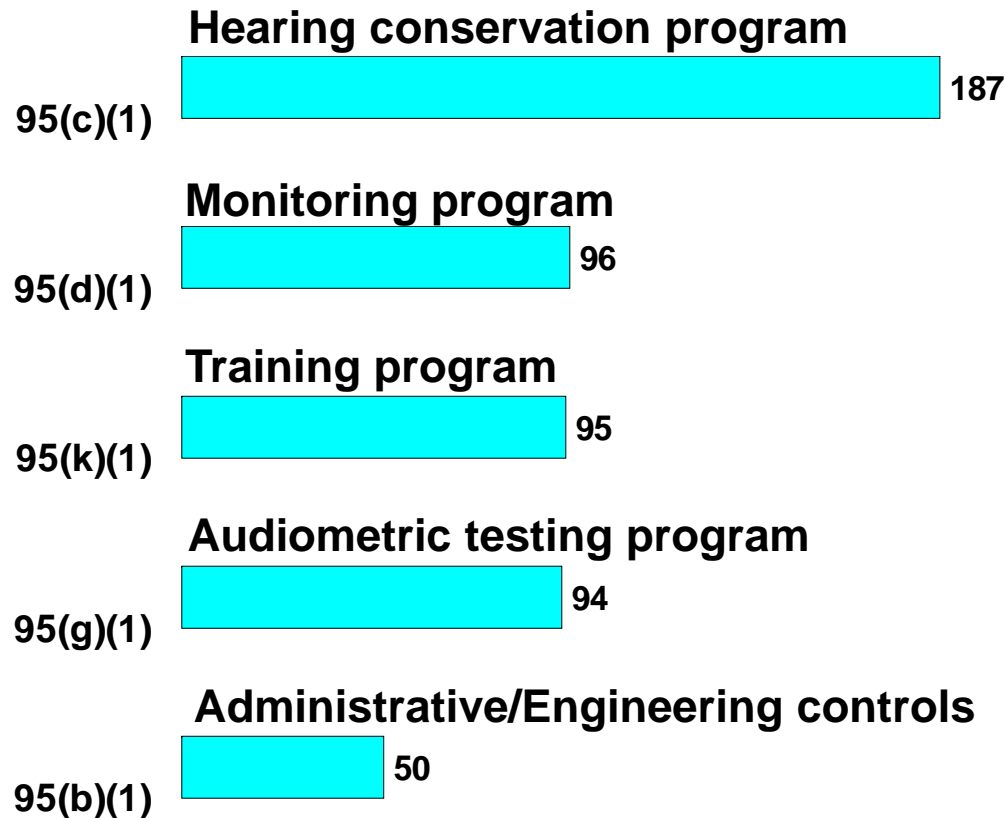 Hearing conservation program
187
95(c)(1)
Monitoring program
96
95(d)(1)
Training program
95
95(k)(1)
Audiometric testing program
94
95(g)(1)
Administrative/Engineering controls
50
95(b)(1)